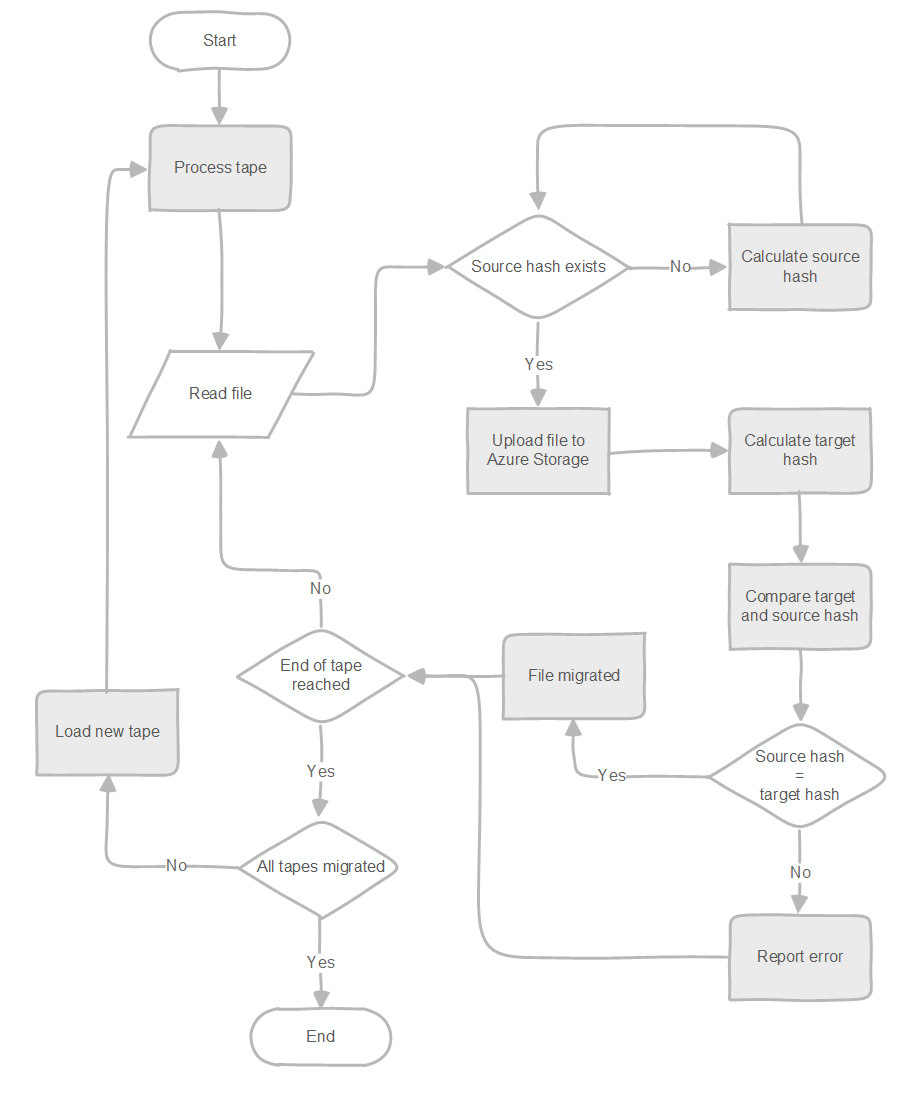 Start
Process tape
Source hash exists
No
Calculate source
hash
Yes
Read file
Upload file to
Azure Storage
Calculate target
hash
Compare target
and source hash
No
End of tape
reached
File migrated
Load new tape
Yes
Yes
Source hash
=
target hash
All tapes migrated
No
No
Yes
Report error
End